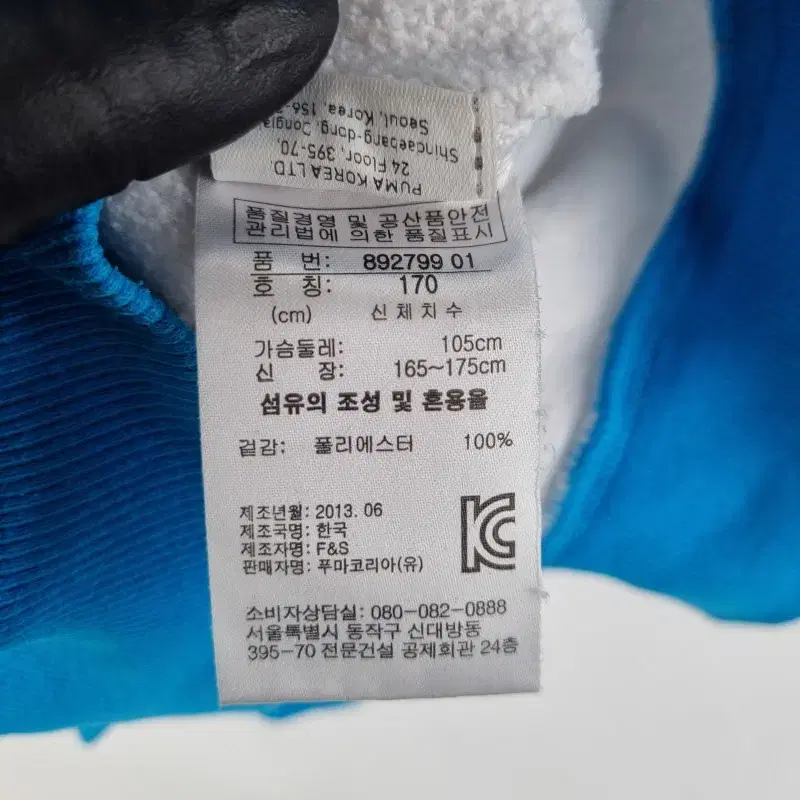 PUMA KOREA LTD.
24 Floor, 395-70,
Shindaebang-dong, Dongja
Seoul, Korea, 156-
품질경영 및 공산품안전
관리법에 의한 품질표시
품 번: 892799 01
호 칭: 170
(cm) 신체치수
가슴둘레: 105cm
신 장: 165~175cm
섬유의 조성 및 혼용율
겉감: 폴리에스터 100%
제조년월: 2013. 06
제조국명: 한국
제조자명: F&S
판매자명: 푸마코리아(유)
KC
소비자상담실: 080-082-0888
서울특별시 동작구 신대방동
395-70 전문건설 공제회관 24층